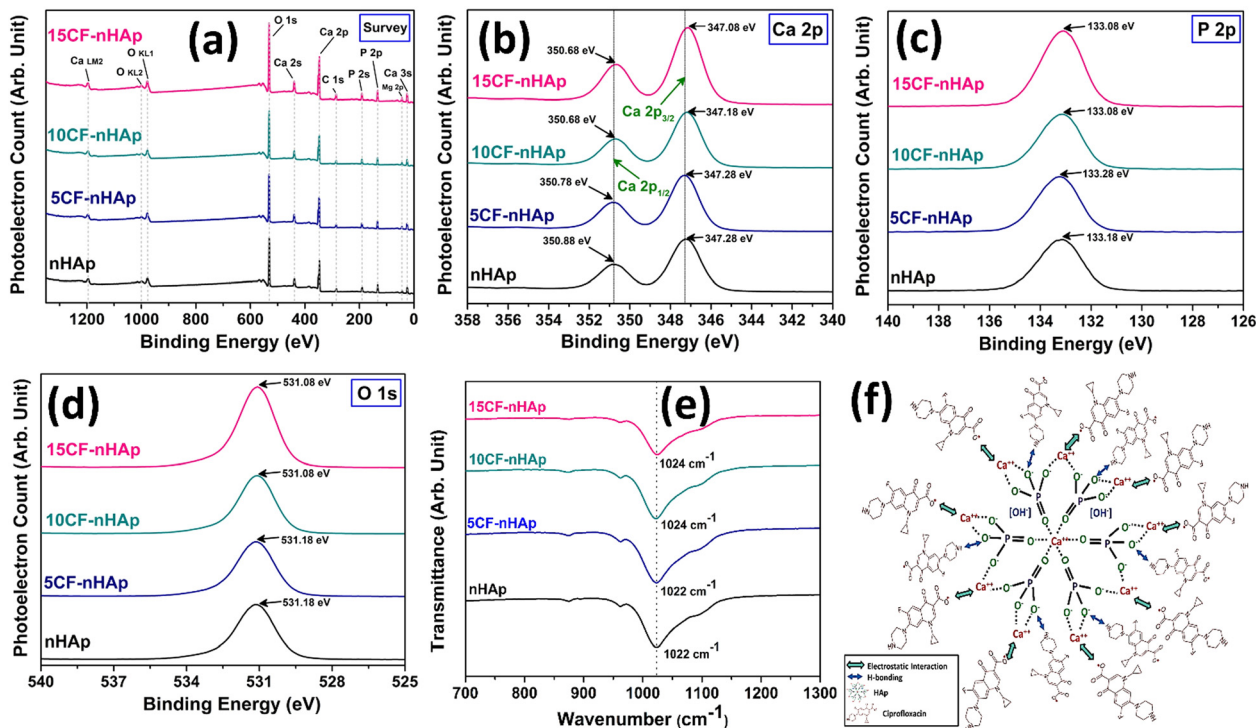 (a)
Survey
15CF-nHAp
10CF-nHAp
5CF-nHAp
nHAp
Ca LM2
O KL2
O KL1
O 1s
Ca 2s
Ca 2p
C 1s
P 2s
P 2p
Mg 2p
Ca 3s
Photoelectron Count (Arb. Unit)
1200 1000 800 600 400 200 0
Binding Energy (eV)
(b)
Ca 2p
15CF-nHAp
350.68 eV
347.08 eV
Ca 2p3/2
10CF-nHAp
350.68 eV
347.18 eV
Ca 2p1/2
5CF-nHAp
350.78 eV
347.28 eV
nHAp
350.88 eV
347.28 eV
Photoelectron Count (Arb. Unit)
358 356 354 352 350 348 346 344 342 340
Binding Energy (eV)
(c)
P 2p
15CF-nHAp
133.08 eV
10CF-nHAp
133.08 eV
5CF-nHAp
133.28 eV
nHAp
133.18 eV
Photoelectron Count (Arb. Unit)
140 138 136 134 132 130 128 126
Binding Energy (eV)
(d)
O 1s
15CF-nHAp
531.08 eV
10CF-nHAp
531.08 eV
5CF-nHAp
531.18 eV
nHAp
531.18 eV
Photoelectron Count (Arb. Unit)
540 537 534 531 528 525
Binding Energy (eV)
(e)
15CF-nHAp
1024 cm-1
10CF-nHAp
1024 cm-1
5CF-nHAp
1022 cm-1
nHAp
1022 cm-1
Transmittance (Arb. Unit)
700 800 900 1000 1100 1200 1300
Wavenumber (cm-1)
(f)
Ca++
[OH-]
[OH-]
Electrostatic Interaction
H-bonding
HAp
Ciprofloxacin